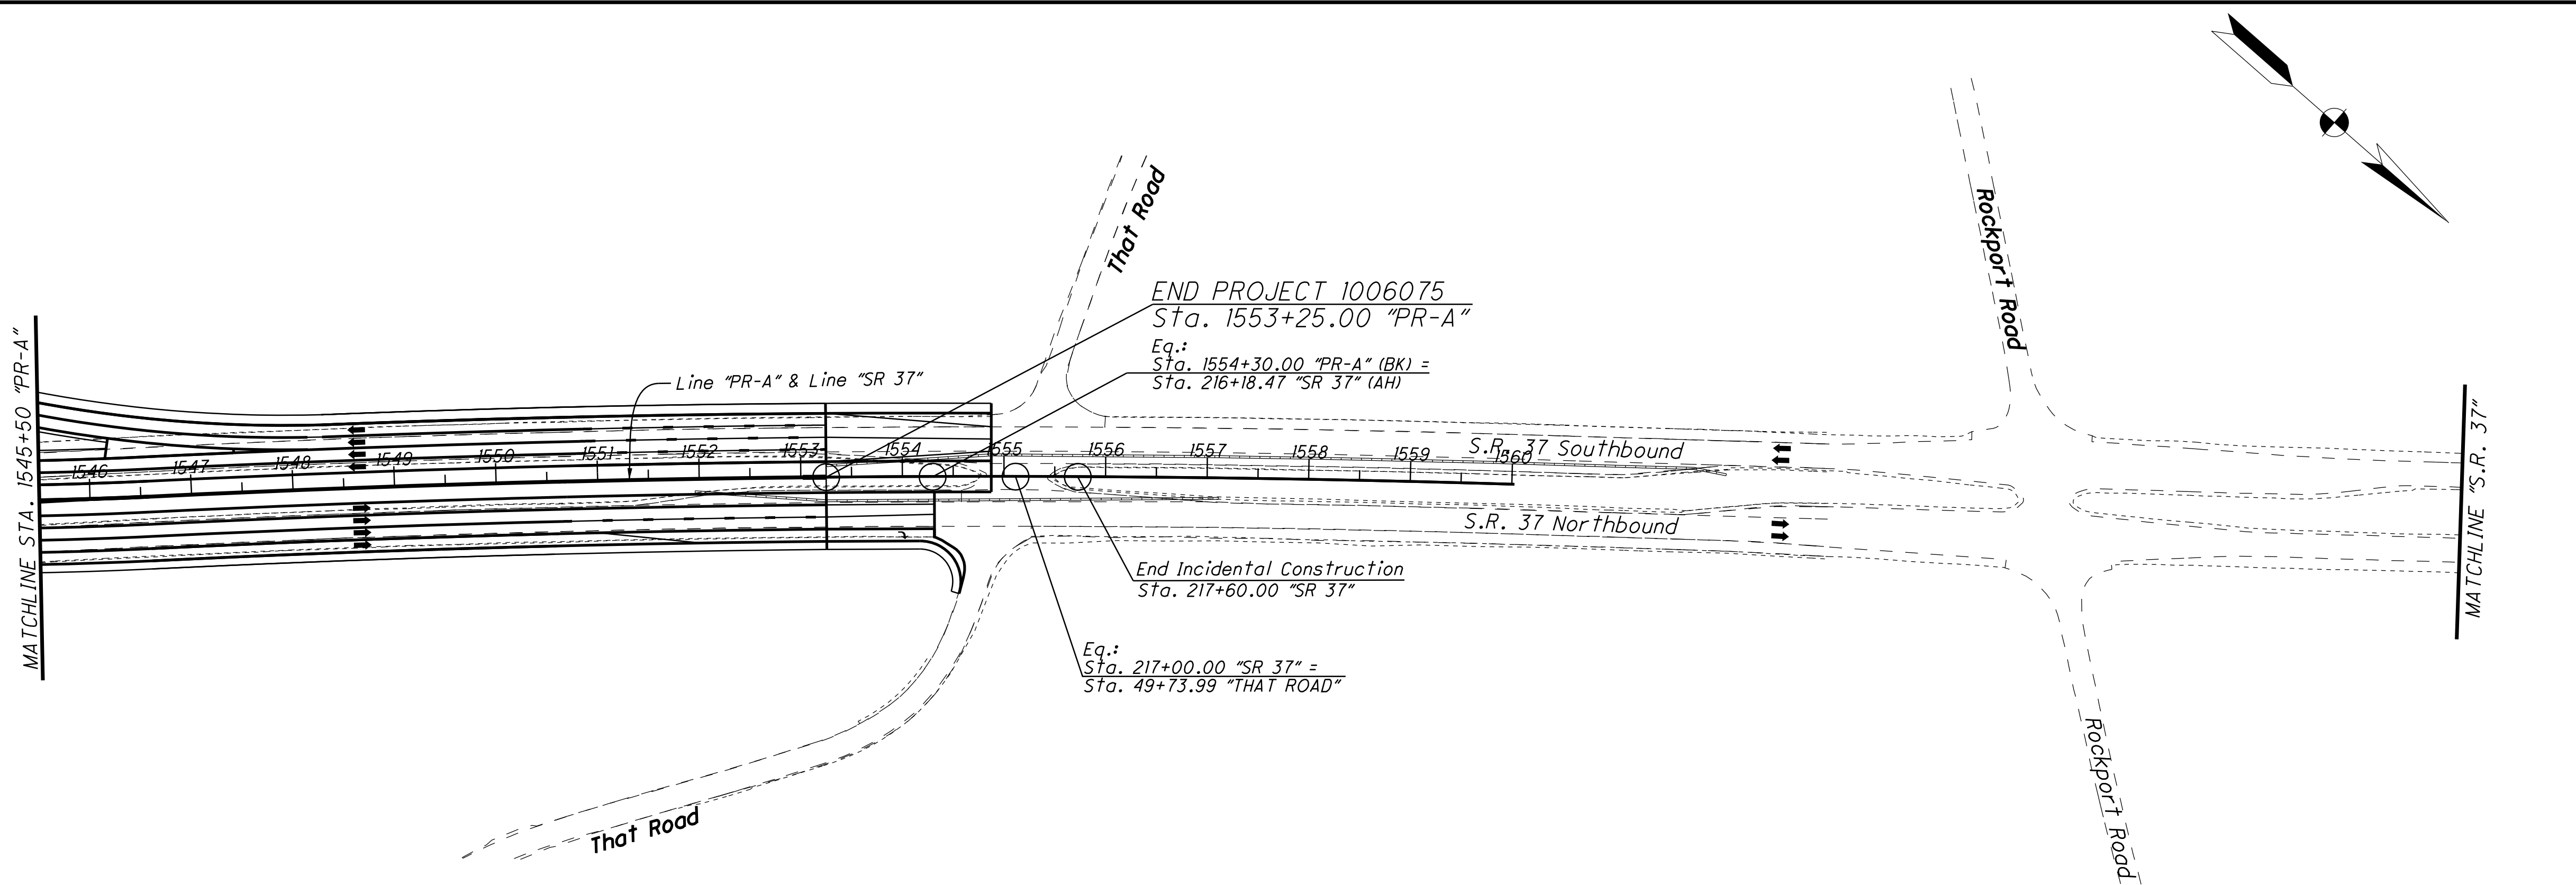 MATCHLINE STA. 1545+50 "PR-A"
Line "PR-A" & Line "SR 37"
1546
1547
1548
1549
1550
1551
1552
1553
1554
1555
1556
1557
1558
1559
1560
That Road
END PROJECT 1006075
Sta. 1553+25.00 "PR-A"
Eq.:
Sta. 1554+30.00 "PR-A" (BK) =
Sta. 216+18.47 "SR 37" (AH)
S.R. 37 Southbound
S.R. 37 Northbound
End Incidental Construction
Sta. 217+60.00 "SR 37"
Eq.:
Sta. 217+00.00 "SR 37" =
Sta. 49+73.99 "THAT ROAD"
That Road
Rockport Road
Rockport Road
MATCHLINE "S.R. 37"